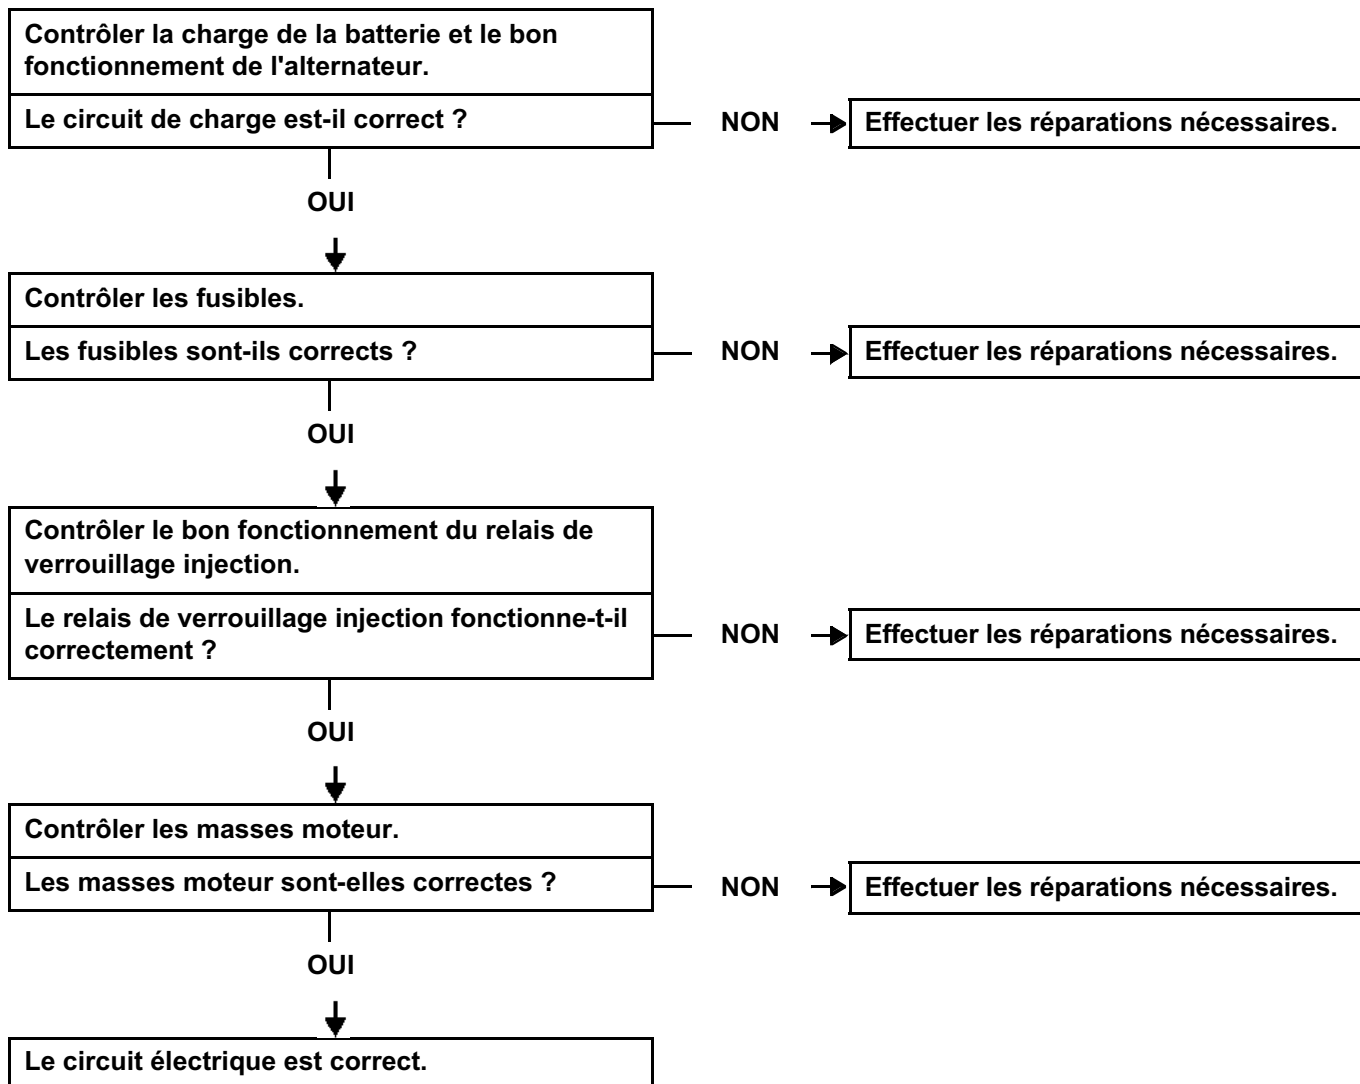 Contrôler la charge de la batterie et le bon
fonctionnement de l'alternateur.
Le circuit de charge est-il correct ?
NON
Effectuer les réparations nécessaires.
OUI
Contrôler les fusibles.
Les fusibles sont-ils corrects ?
NON
Effectuer les réparations nécessaires.
OUI
Contrôler le bon fonctionnement du relais de
verrouillage injection.
Le relais de verrouillage injection fonctionne-t-il
correctement ?
NON
Effectuer les réparations nécessaires.
OUI
Contrôler les masses moteur.
Les masses moteur sont-elles correctes ?
NON
Effectuer les réparations nécessaires.
OUI
Le circuit électrique est correct.